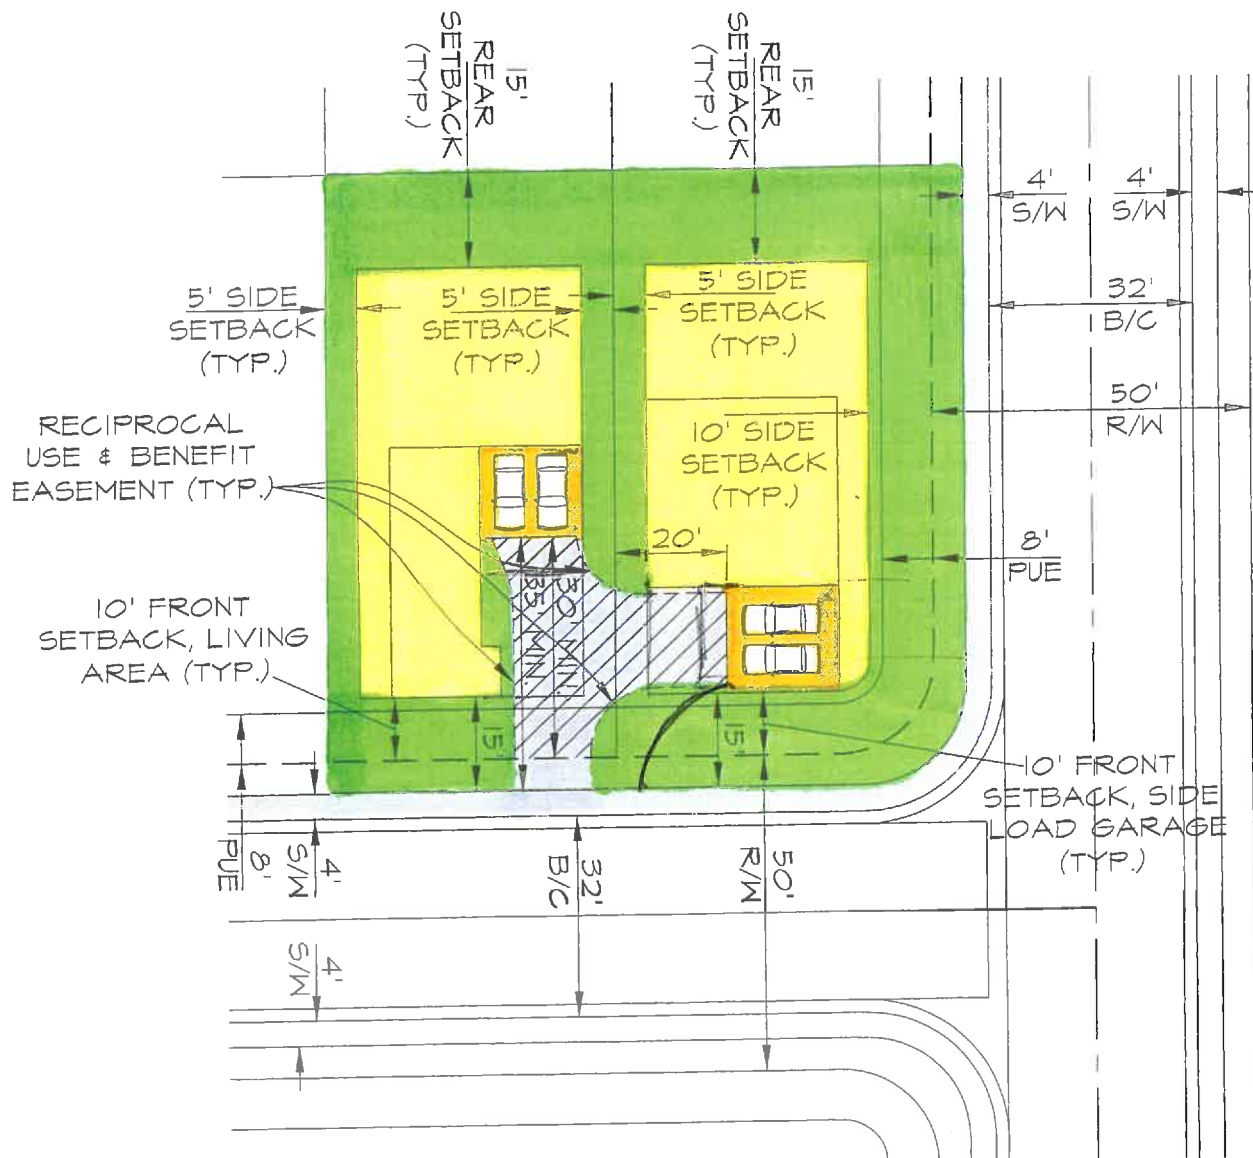 15'
REAR
SETBACK
(TYP.)
15'
REAR
SETBACK
(TYP.)
4'
S/W
4'
S/W
5' SIDE
SETBACK
(TYP.)
5' SIDE
SETBACK
(TYP.)
5' SIDE
SETBACK
(TYP.)
32'
B/C
50'
R/W
RECIPROCAL
USE & BENEFIT
EASEMENT (TYP.)
10' SIDE
SETBACK
(TYP.)
20'
8'
PUE
35' MIN.
30' MIN.
10' FRONT
SETBACK, LIVING
AREA (TYP.)
15'
15'
10' FRONT
SETBACK, SIDE
LOAD GARAGE
(TYP.)
8'
PUE
4'
S/W
32'
B/C
50'
R/W
4'
S/W